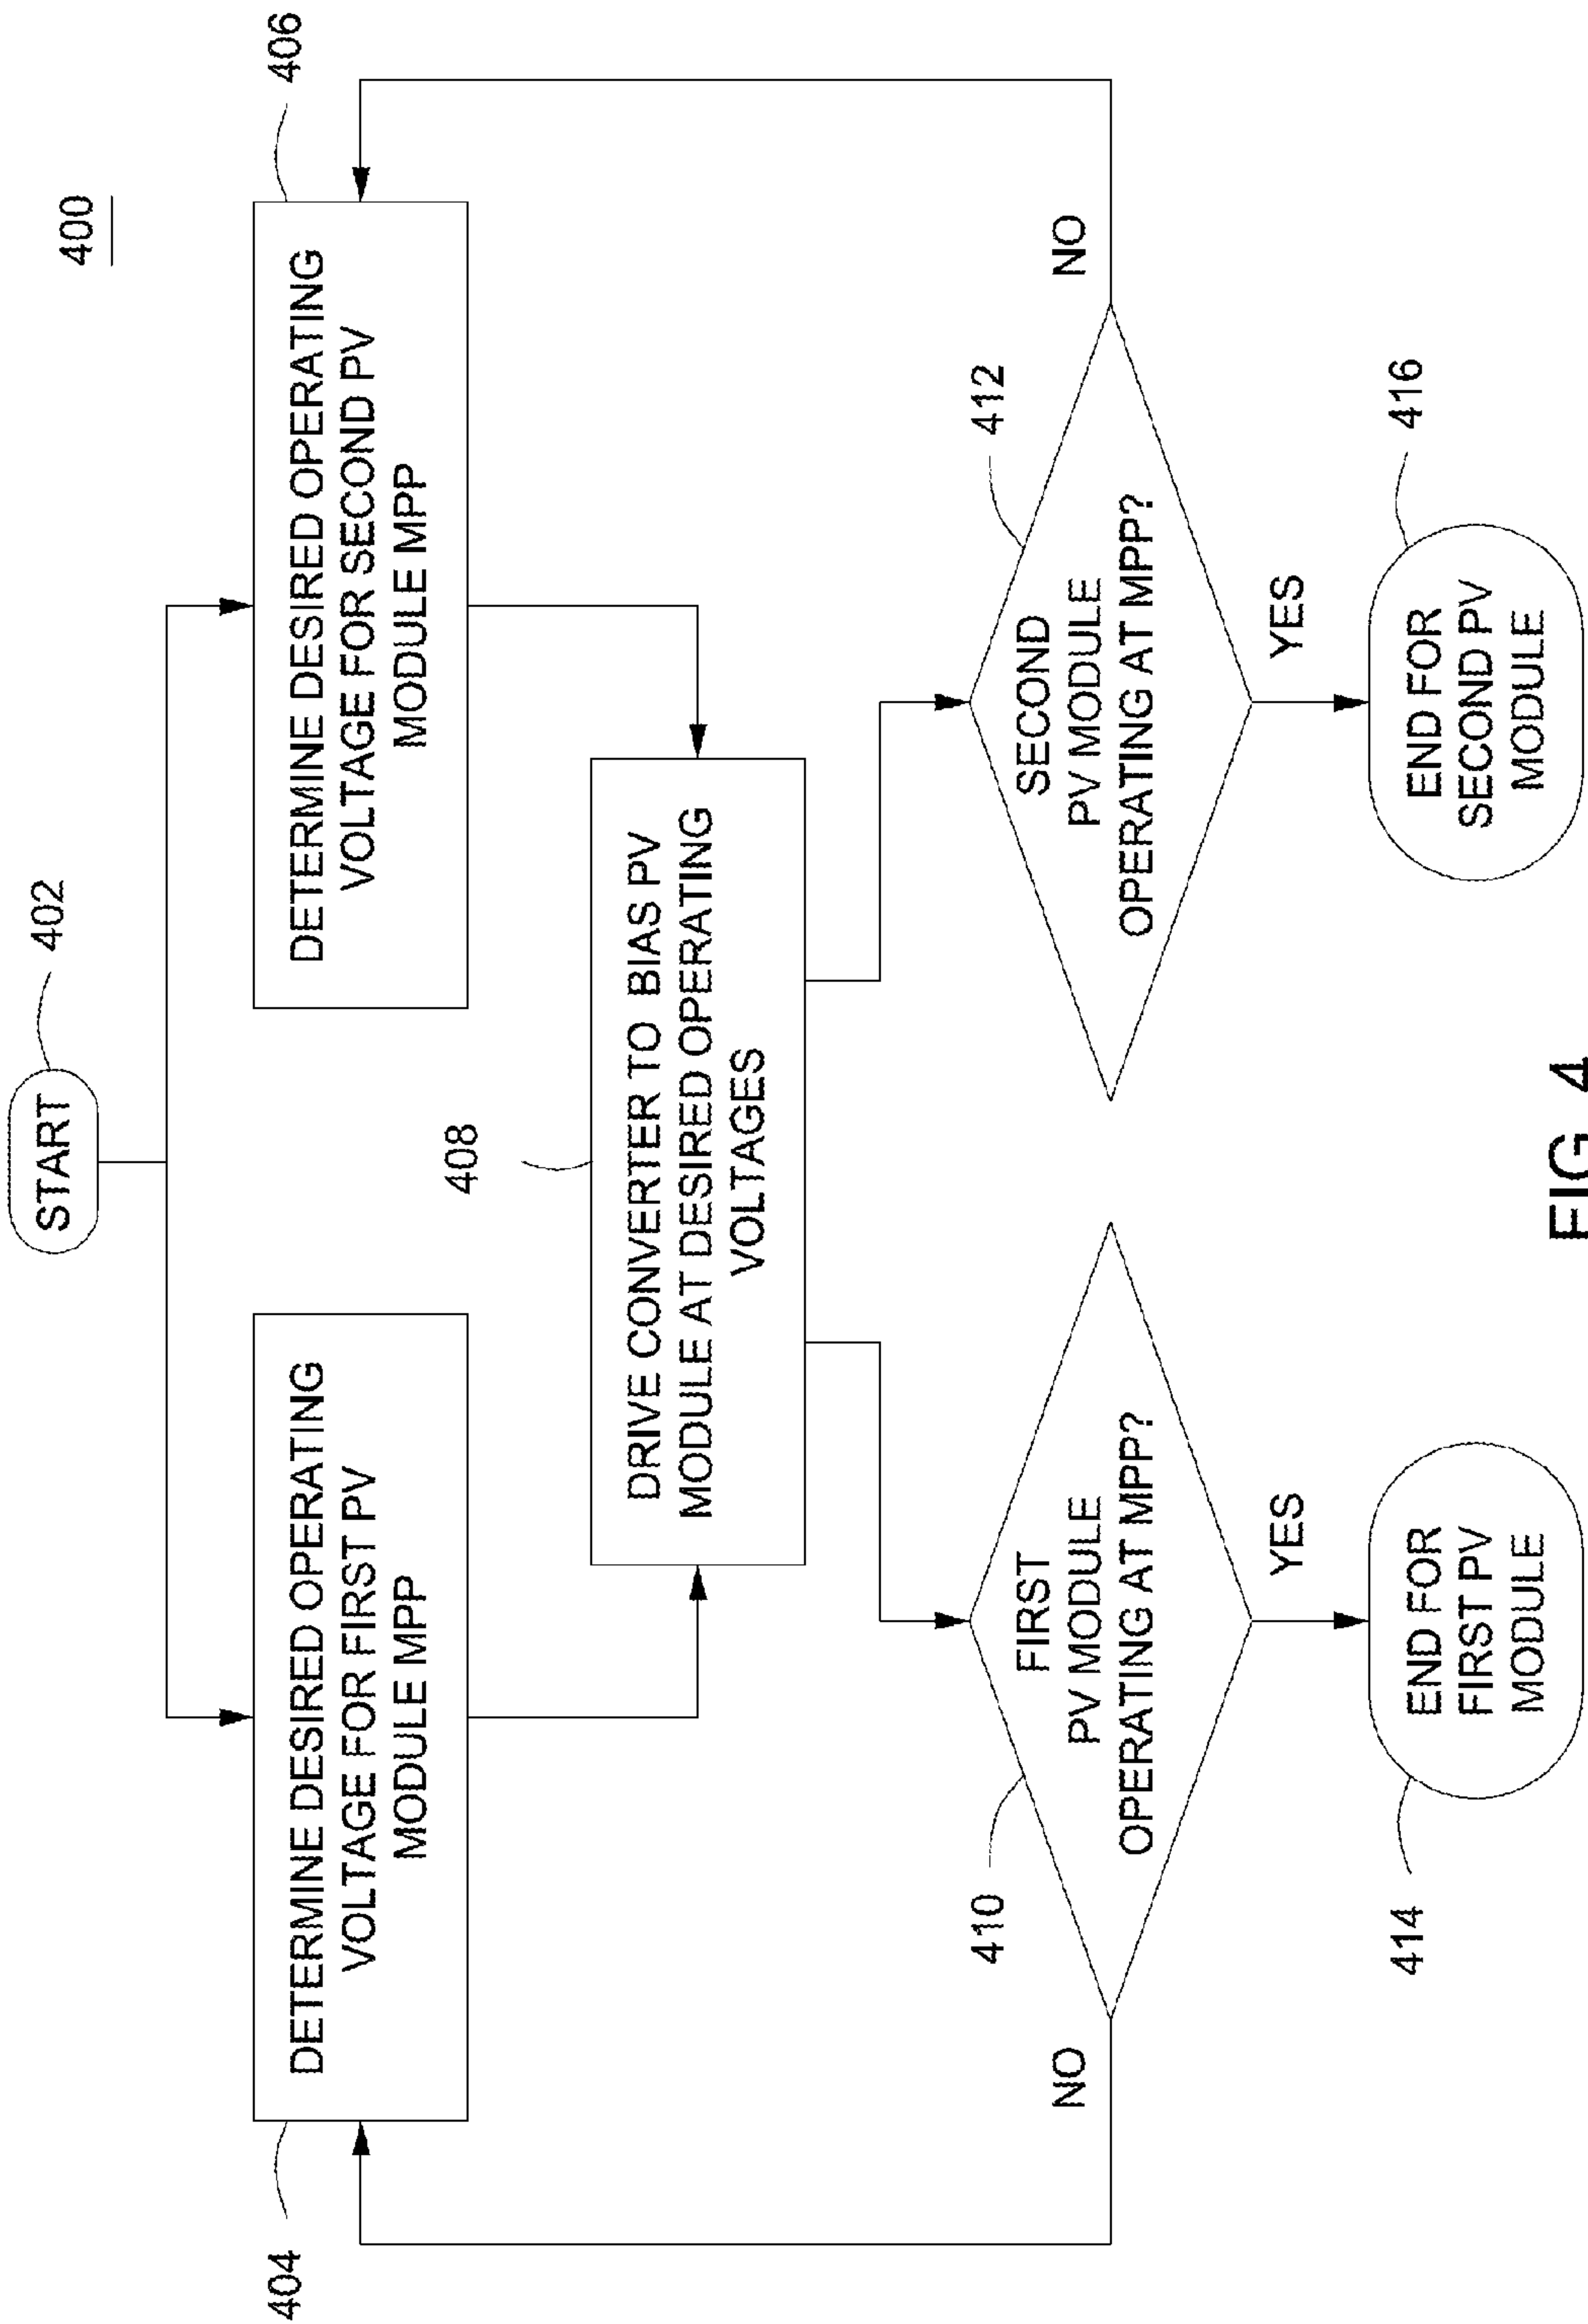 400
START
402
DETERMINE DESIRED OPERATING
VOLTAGE FOR FIRST PV
MODULE MPP
404
DETERMINE DESIRED OPERATING
VOLTAGE FOR SECOND PV
MODULE MPP
406
408
DRIVE CONVERTER TO BIAS PV
MODULE AT DESIRED OPERATING
VOLTAGES
NO
410
FIRST
PV MODULE
OPERATING AT MPP?
412
SECOND
PV MODULE
OPERATING AT MPP?
NO
YES
YES
414
END FOR
FIRST PV
MODULE
END FOR
SECOND PV
MODULE
416
FIG. 4